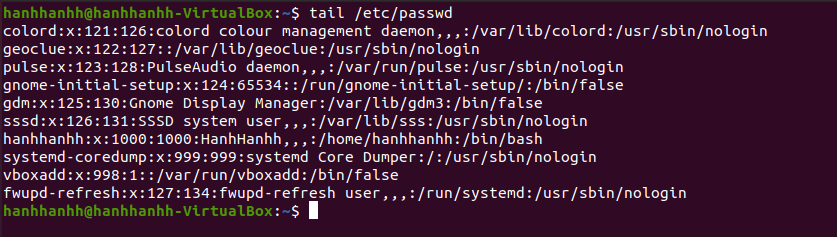 hanhhanhh@hanhhanhh-VirtualBox:~$ tail /etc/passwd
colord:x:121:126:colord colour management daemon,,,:/var/lib/colord:/usr/sbin/nologin
geoclue:x:122:127::/var/lib/geoclue:/usr/sbin/nologin
pulse:x:123:128:PulseAudio daemon,,,:/var/run/pulse:/usr/sbin/nologin
gnome-initial-setup:x:124:65534::/run/gnome-initial-setup/:/bin/false
gdm:x:125:130:Gnome Display Manager:/var/lib/gdm3:/bin/false
sssd:x:126:131:SSSD system user,,,:/var/lib/sss:/usr/sbin/nologin
hanhhanhh:x:1000:1000:HanhHanhh,,,:/home/hanhhanhh:/bin/bash
systemd-coredump:x:999:999:systemd Core Dumper:/:/usr/sbin/nologin
vboxadd:x:998:1::/var/run/vboxadd:/bin/false
fwupd-refresh:x:127:134:fwupd-refresh user,,,:/run/systemd:/usr/sbin/nologin
hanhhanhh@hanhhanhh-VirtualBox:~$